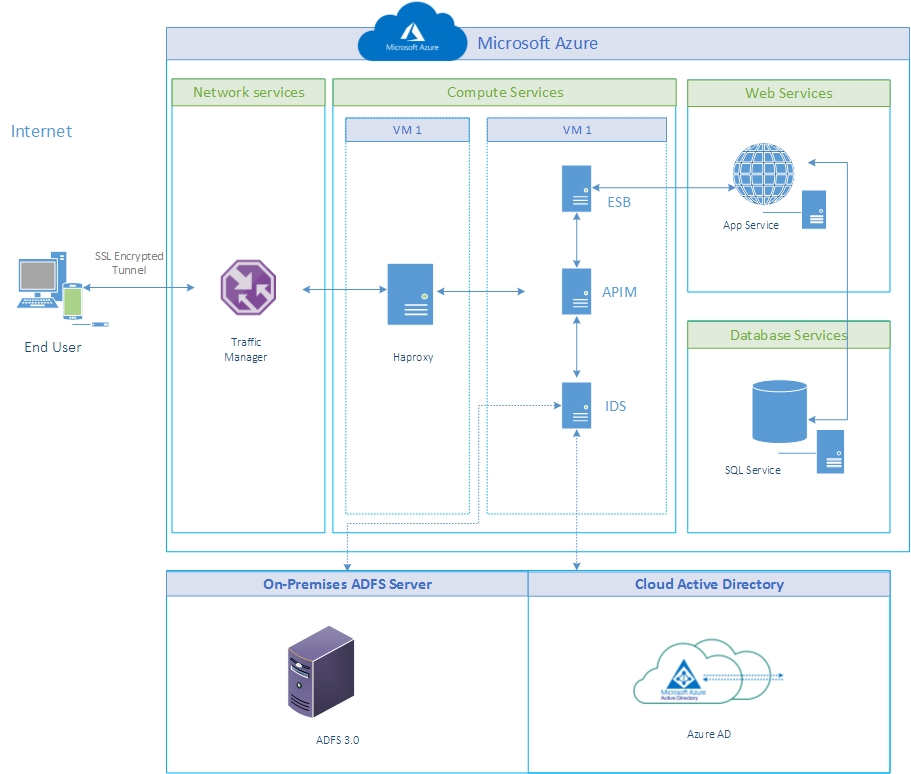 Microsoft Azure
Microsoft Azure
Internet
Network services
Compute Services
Web Services
VM 1
VM 1
ESB
App Service
SSL Encrypted
Tunnel
End User
Traffic
Manager
Haproxy
APIM
IDS
Database Services
SQL Service
On-Premises ADFS Server
Cloud Active Directory
ADFS 3.0
Microsoft Azure
Active Directory
Azure AD